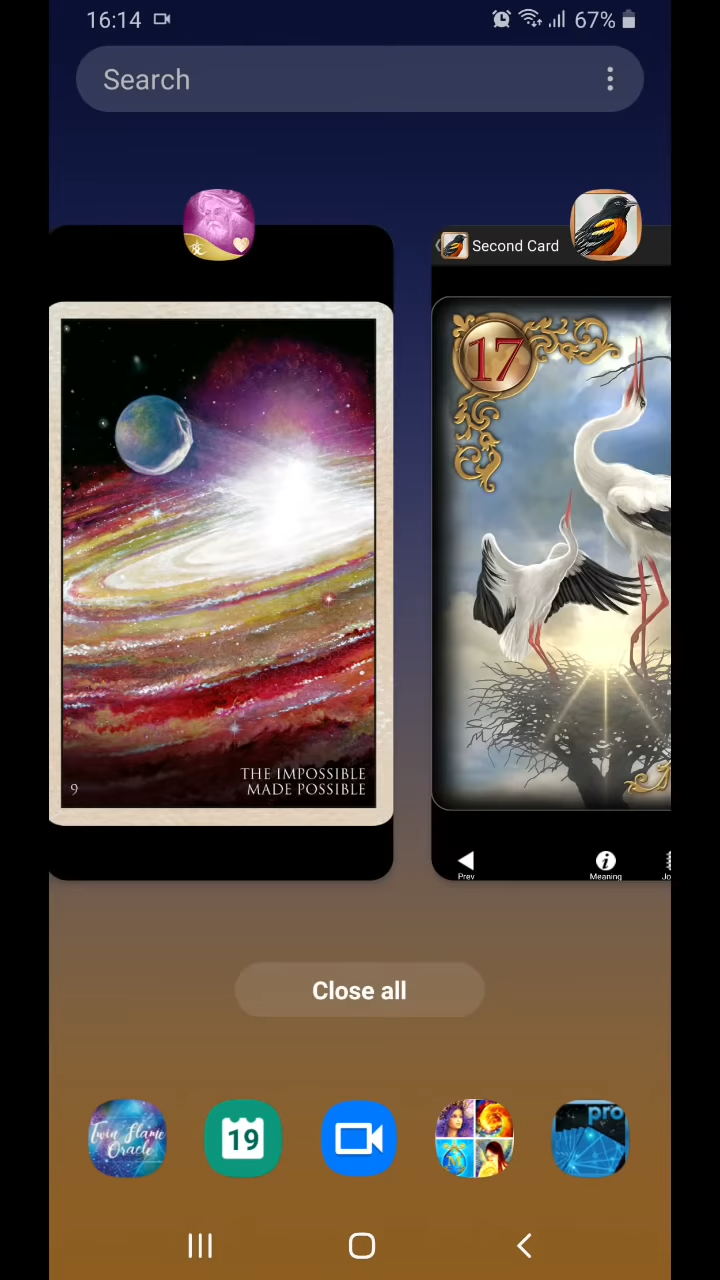 16:14
67%
Search
Second Card
17
9
THE IMPOSSIBLE
MADE POSSIBLE
Prev
Meaning
Jo
Close all
Twin Flame
Oracle
19
M
pro